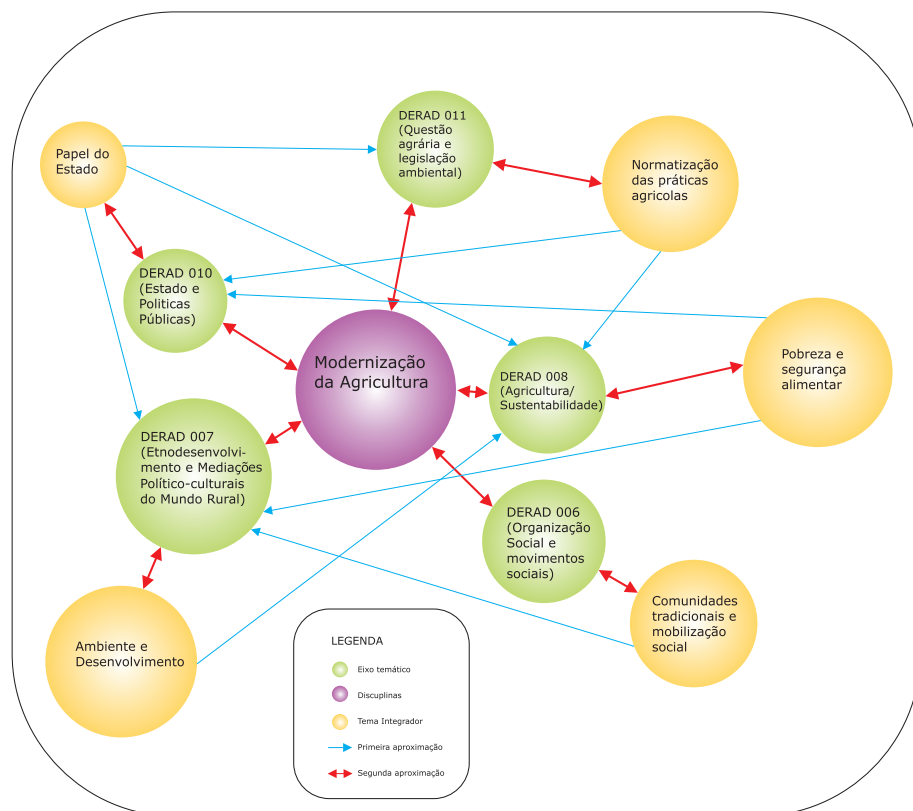 DERAD 011
(Questão
agrária e
legislação
ambiental)
Papel do
Estado
Normatização
das práticas
agricolas
DERAD 010
(Estado e
Politicas
Públicas)
Modernização
da Agricultura
DERAD 008
(Agricultura/
Sustentabilidade)
Pobreza e
segurança
alimentar
DERAD 007
(Etnodesenvolvi-
mento e Mediações
Político-culturais
do Mundo Rural)
DERAD 006
(Organização
Social e
movimentos
sociais)
Ambiente e
Desenvolvimento
Comunidades
tradicionais e
mobilização
social
LEGENDA
Eixo temático
Discuplinas
Tema Integrador
Primeira aproximação
Segunda aproximação